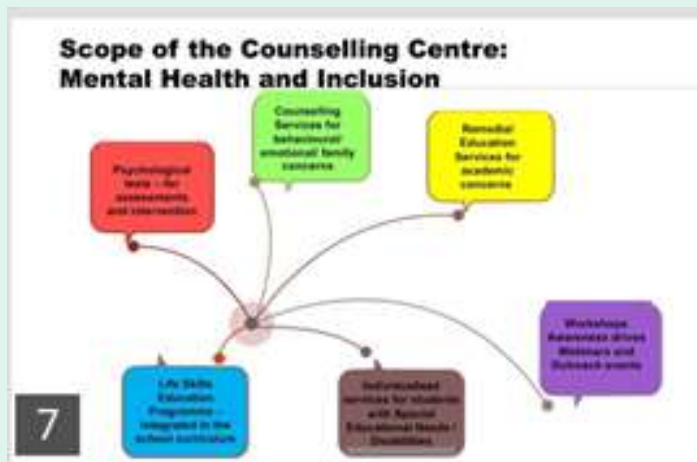 Scope of the Counselling Centre:
Mental Health and Inclusion
Counselling
Services for
behavioural/
emotional/ family
concerns
Remedial
Education
Services for
academic
concerns
Psychological
tests – for
assessments
and intervention
Workshops
Awareness drives
Webinars and
Outreach events
Life Skills
Education
Programme –
integrated in the
school curriculum
Individualised
services for students
with Special
Educational Needs /
Disabilities
7